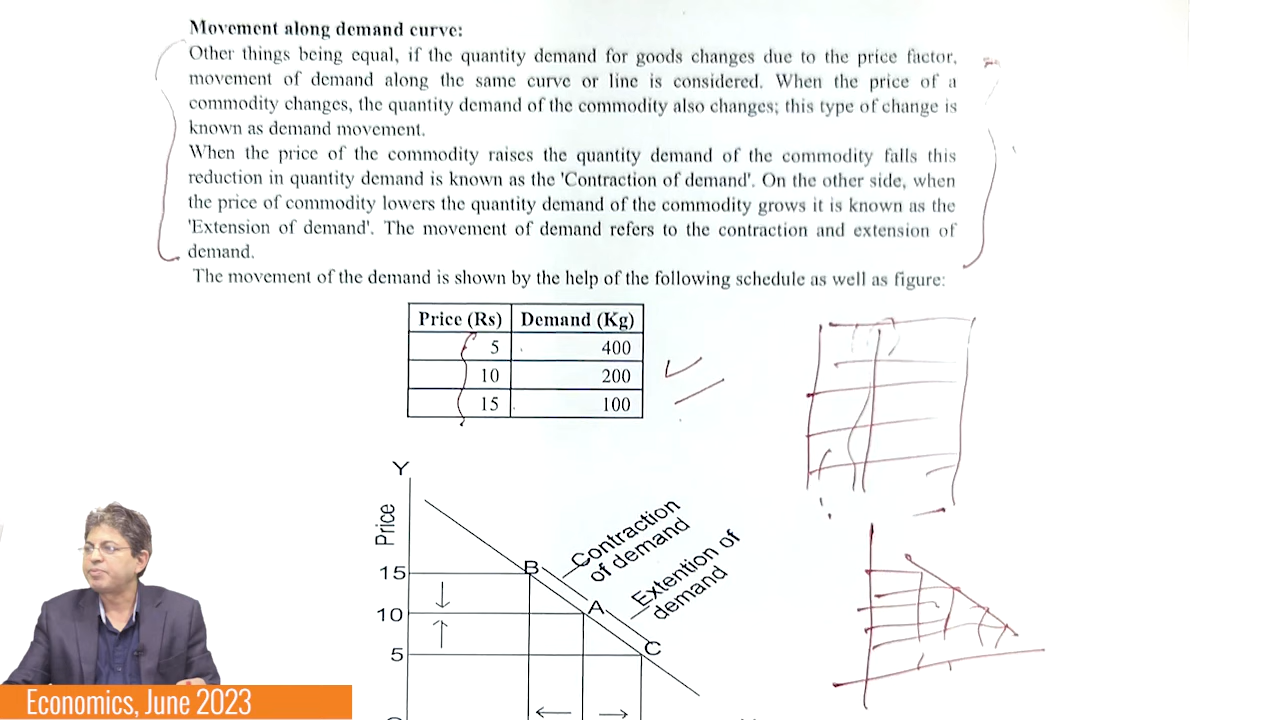 Movement along demand curve:
Other things being equal, if the quantity demand for goods changes due to the price factor,
movement of demand along the same curve or line is considered. When the price of a
commodity changes, the quantity demand of the commodity also changes; this type of change is
known as demand movement.
When the price of the commodity raises the quantity demand of the commodity falls this
reduction in quantity demand is known as the 'Contraction of demand'. On the other side, when
the price of commodity lowers the quantity demand of the commodity grows it is known as the
'Extension of demand'. The movement of demand refers to the contraction and extension of
demand.
The movement of the demand is shown by the help of the following schedule as well as figure:
Price (Rs) Demand (Kg)
5 400
10 200
15 100
Y
Price
Contraction
of demand
Extention of
demand
B
15
A
10
C
5
Economics, June 2023